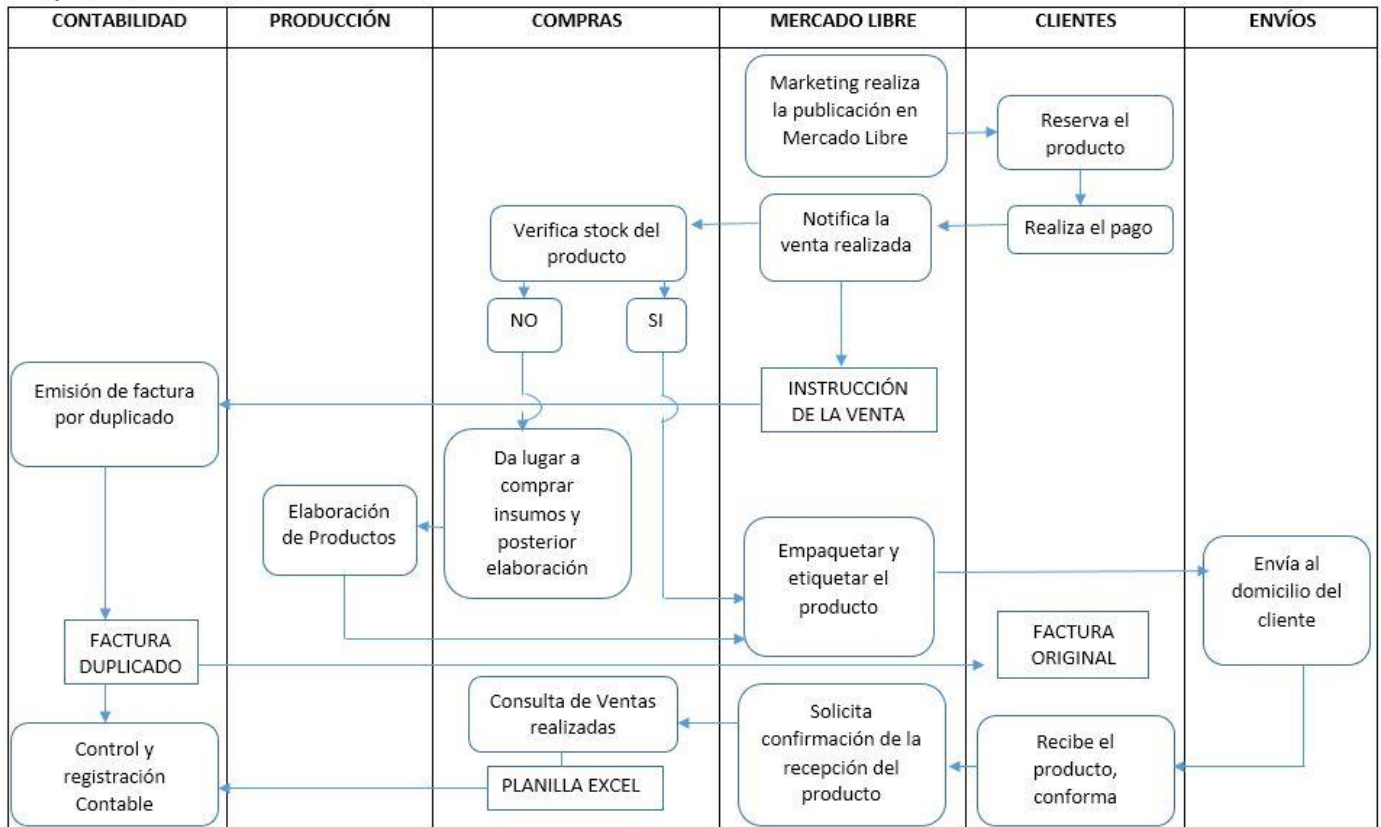 CONTABILIDAD
PRODUCCIÓN
COMPRAS
MERCADO LIBRE
CLIENTES
ENVÍOS
Marketing realiza
la publicación en
Mercado Libre
Reserva el
producto
Realiza el pago
Notifica la
venta realizada
Verifica stock del
producto
NO
SI
INSTRUCCIÓN
DE LA VENTA
Emisión de factura
por duplicado
Da lugar a
comprar
insumos y
posterior
elaboración
Elaboración
de Productos
Empaquetar y
etiquetar el
producto
Envía al
domicilio del
cliente
FACTURA
DUPLICADO
FACTURA
ORIGINAL
Consulta de Ventas
realizadas
PLANILLA EXCEL
Solicita
confirmación de la
recepción del
producto
Recibe el
producto,
conforma
Control y
registración
Contable